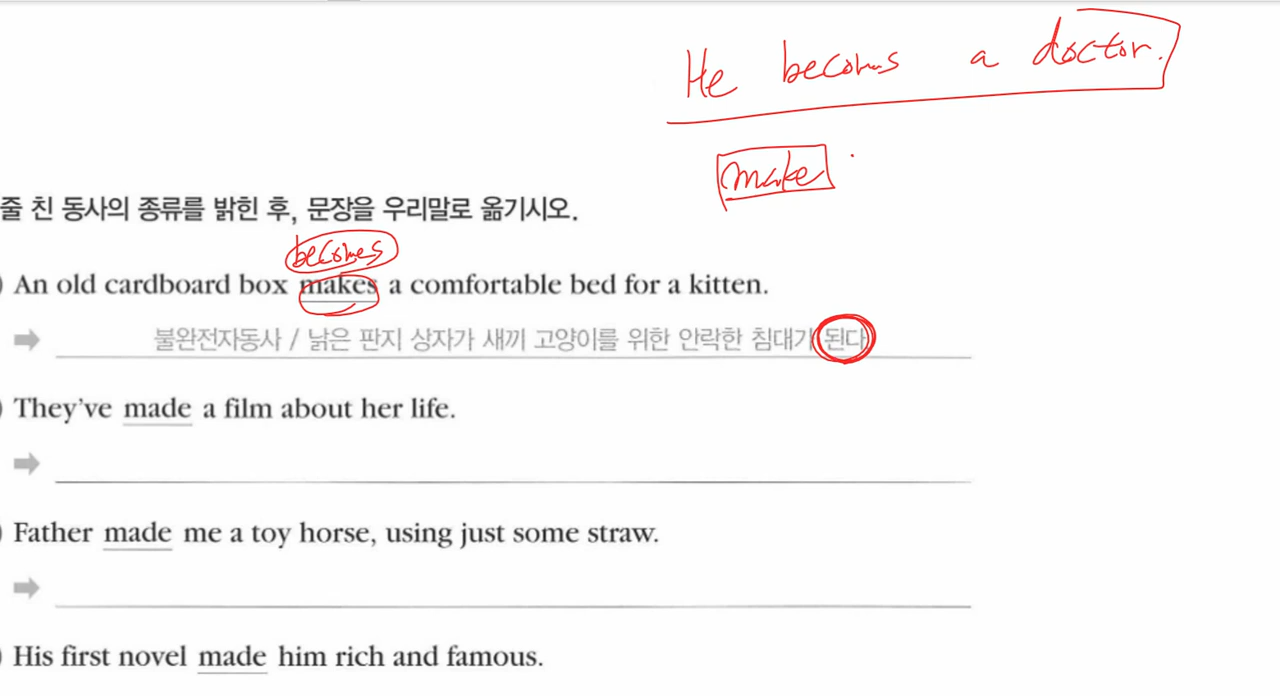 He becomes a doctor.
make
줄 친 동사의 종류를 밝힌 후, 문장을 우리말로 옮기시오.
becomes
) An old cardboard box makes a comfortable bed for a kitten.
➡ 불완전자동사 / 낡은 판지 상자가 새끼 고양이를 위한 안락한 침대가 된다
) They’ve made a film about her life.
➡
) Father made me a toy horse, using just some straw.
➡
) His first novel made him rich and famous.